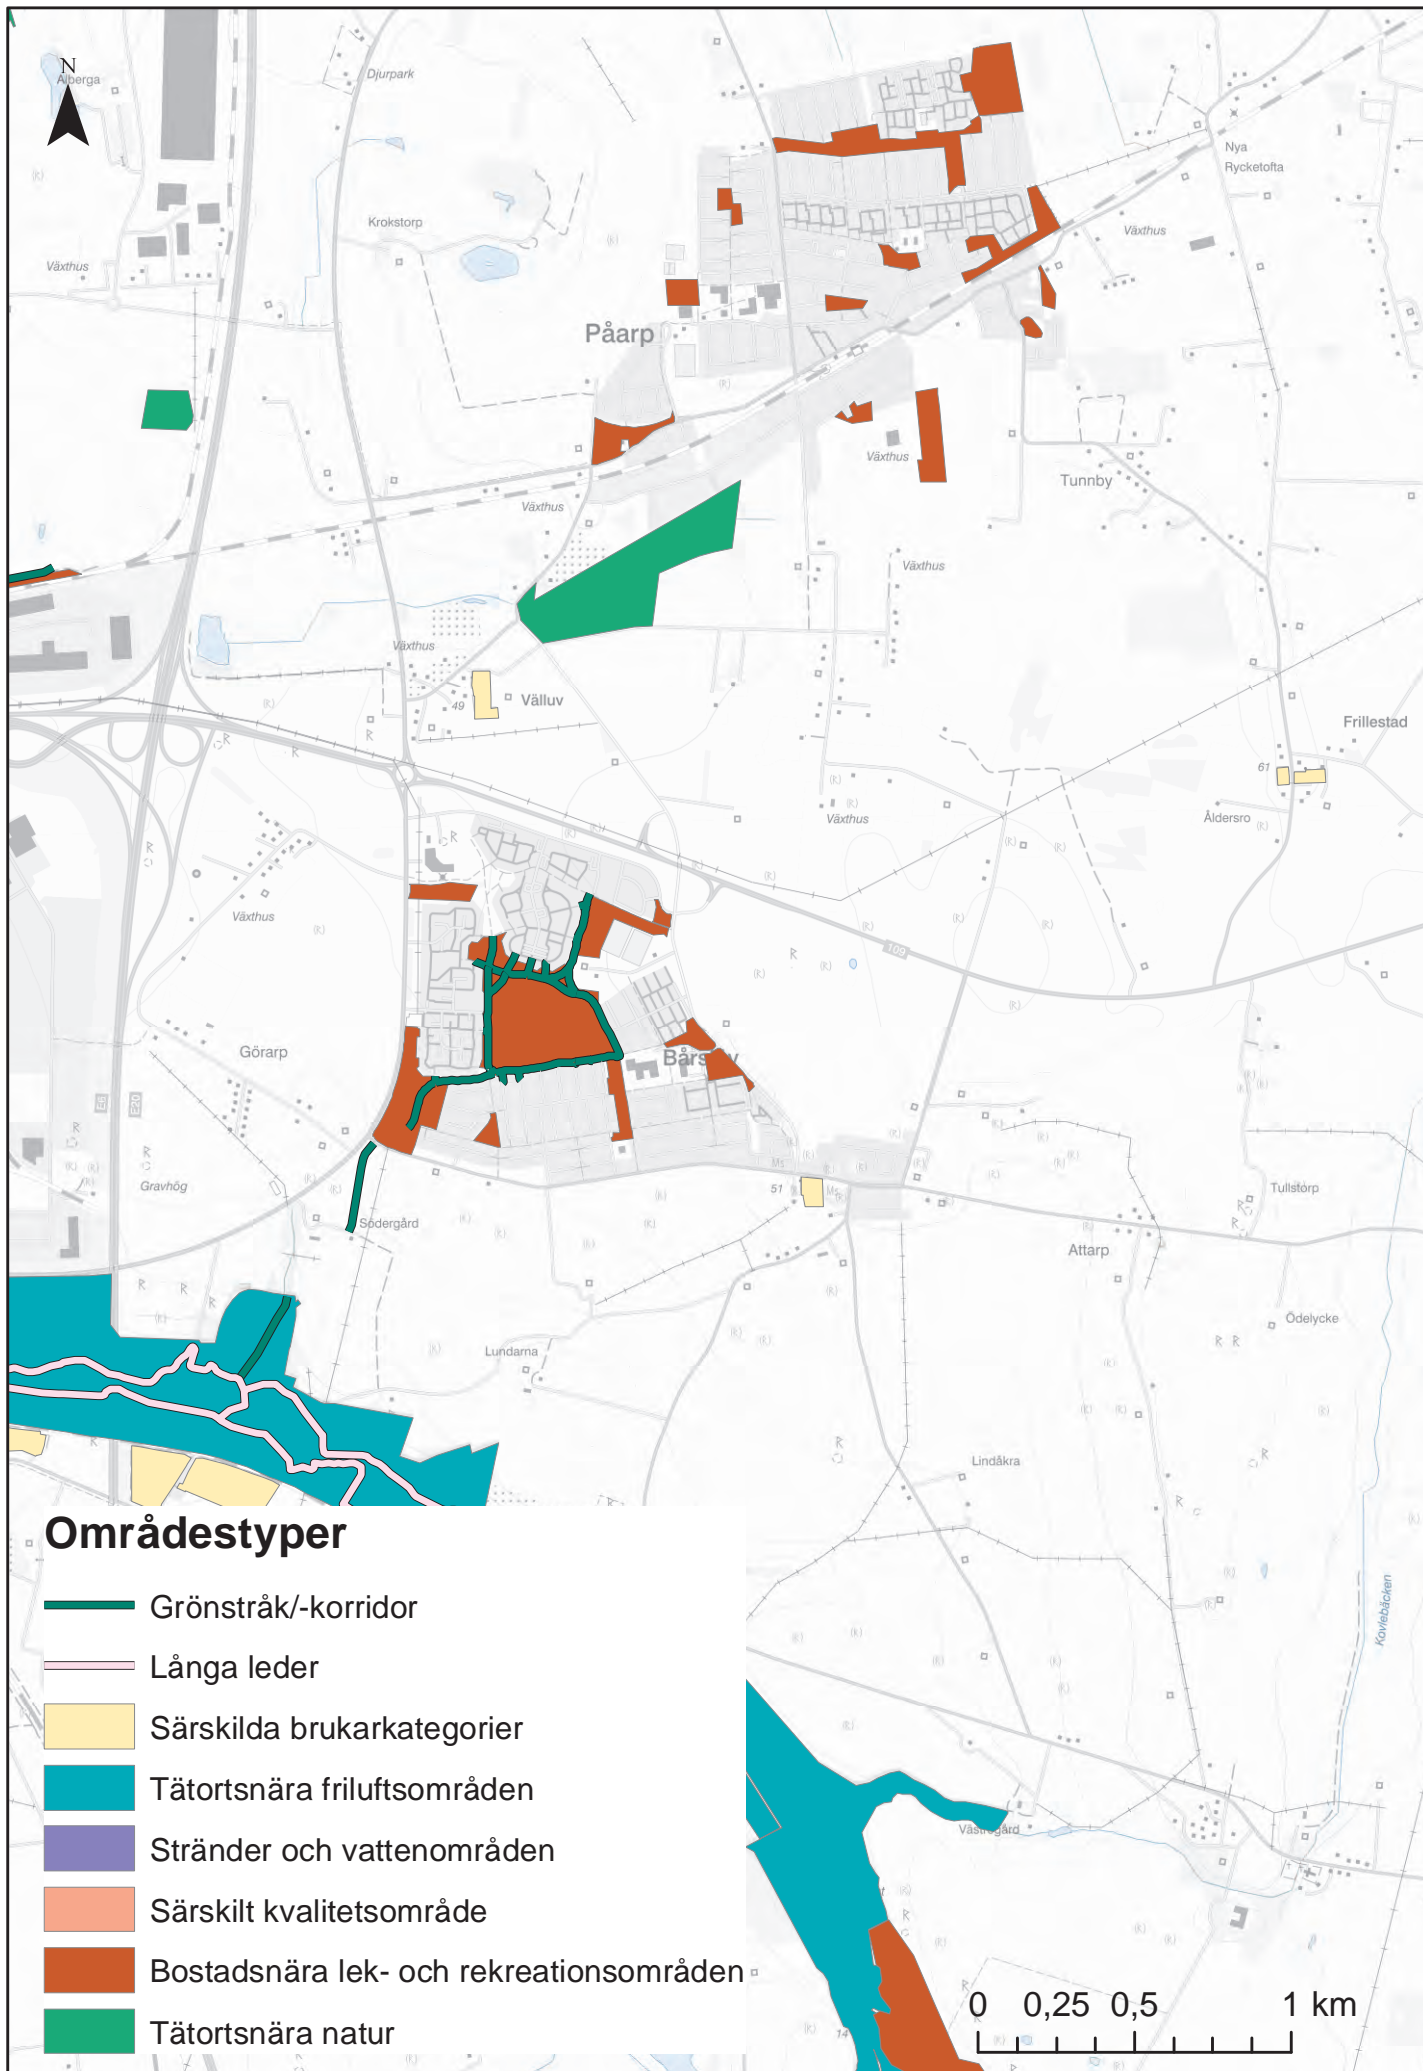 N
Ålberga
Djurpark
Nya
Rycketofta
Krokstorp
Växthus
Växthus
Påarp
Växthus
Tunnby
Växthus
Växthus
Växthus
49
Välluv
Frillestad
61
Växthus
Åldersro
Växthus
109
Görarp
E6
E20
Gravhög
51
Tullstorp
Södergård
Attarp
Ödelycke
Lundarna
Lindåkra
Kovlebäcken
Västregård
14
Områdestyper
Grönstråk/-korridor
Långa leder
Särskilda brukarkategorier
Tätortsnära friluftsområden
Stränder och vattenområden
Särskilt kvalitetsområde
Bostadsnära lek- och rekreationsområden
Tätortsnära natur
0 0,25 0,5 1 km